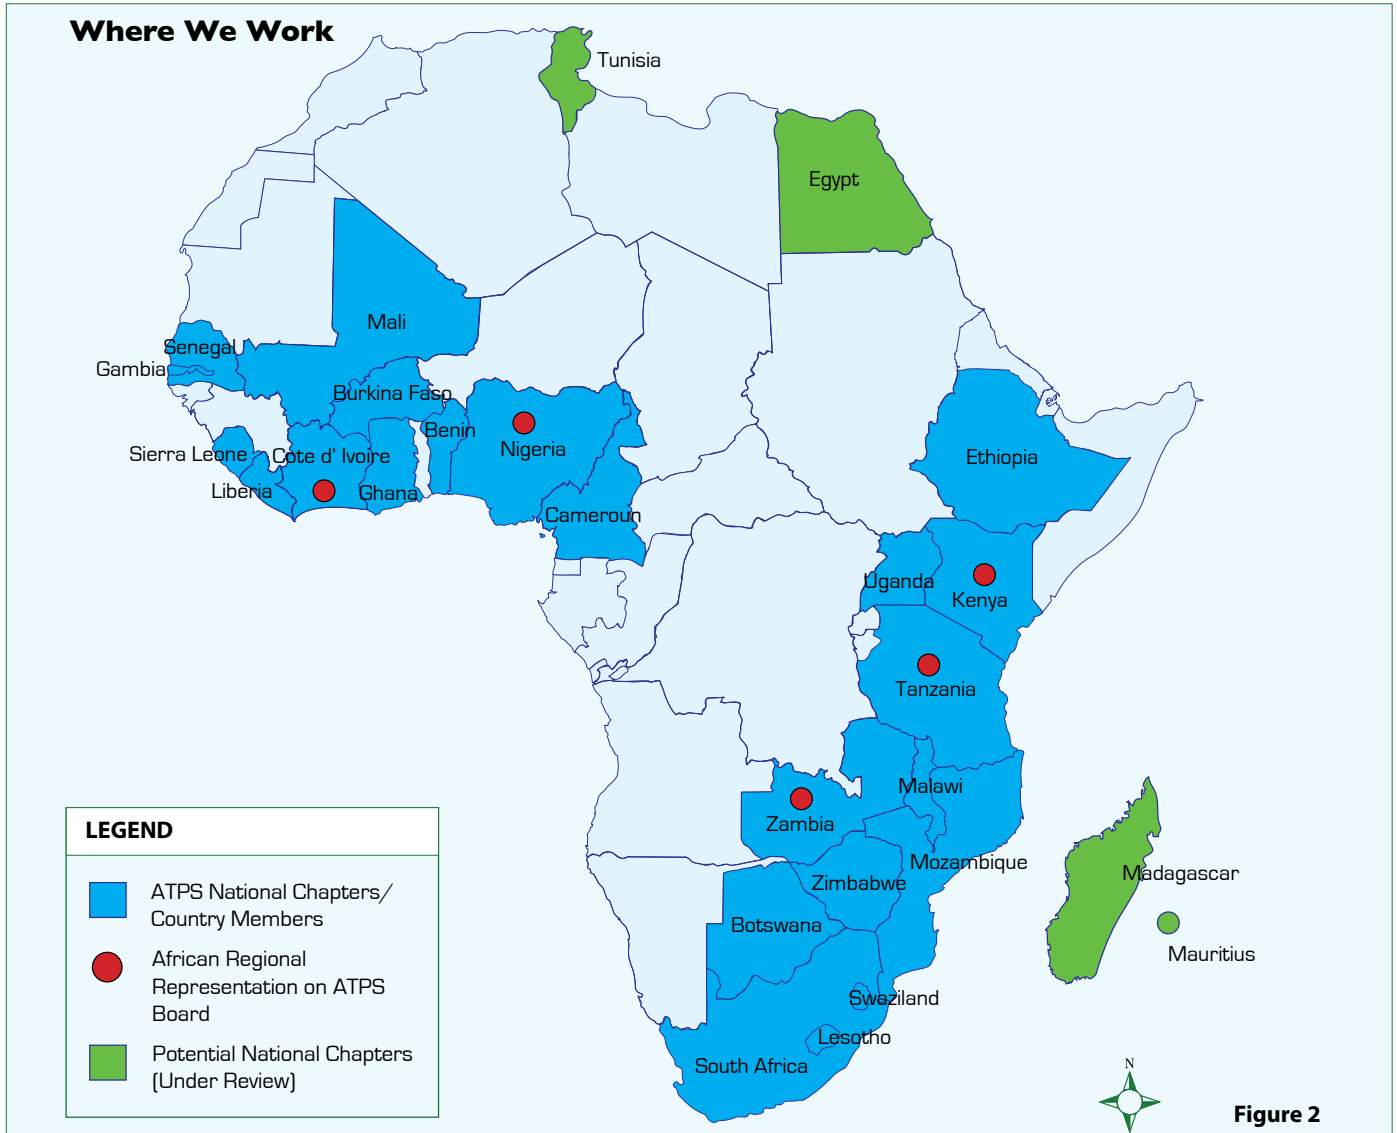 Where We Work
Tunisia
Egypt
Mali
Senegal
Gambia
Burkina Faso
Benin
Nigeria
Sierra Leone
Cote d' Ivoire
Ethiopia
Liberia
Ghana
Cameroun
Uganda
Kenya
Tanzania
Malawi
Zambia
Mozambique
Madagascar
Zimbabwe
Botswana
Mauritius
Swaziland
Lesotho
South Africa
LEGEND
ATPS National Chapters/
Country Members
African Regional
Representation on ATPS
Board
Potential National Chapters
(Under Review)
N
Figure 2